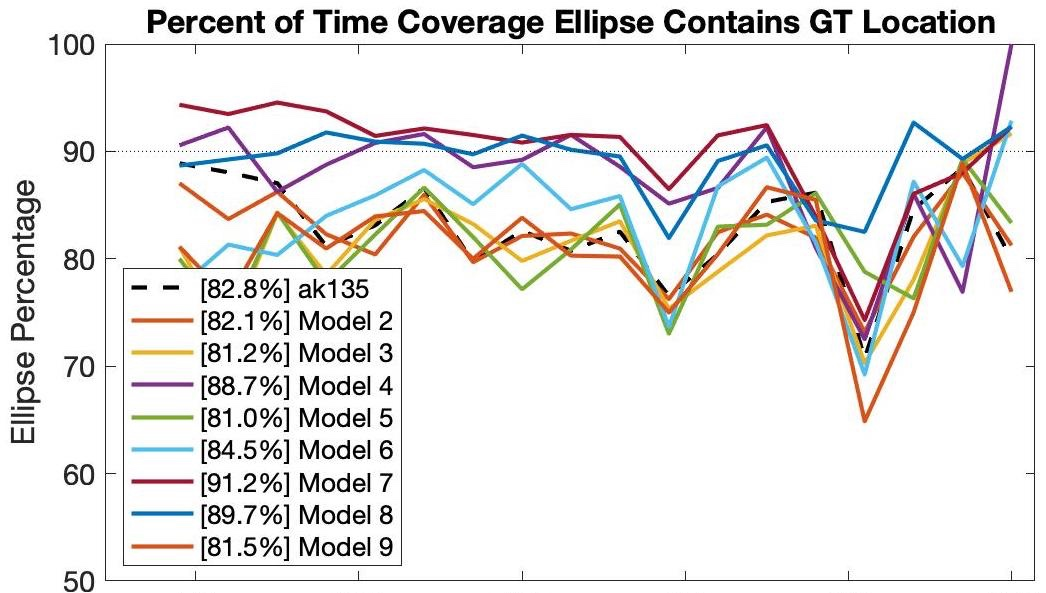 Percent of Time Coverage Ellipse Contains GT Location
Ellipse Percentage
100
90
80
70
60
50
[82.8%] ak135
[82.1%] Model 2
[81.2%] Model 3
[88.7%] Model 4
[81.0%] Model 5
[84.5%] Model 6
[91.2%] Model 7
[89.7%] Model 8
[81.5%] Model 9